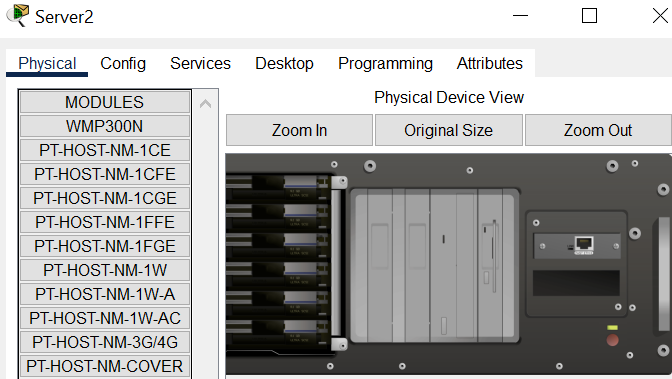 Server2
Physical Config Services Desktop Programming Attributes
MODULES
WMP300N
PT-HOST-NM-1CE
PT-HOST-NM-1CFE
PT-HOST-NM-1CGE
PT-HOST-NM-1FFE
PT-HOST-NM-1FGE
PT-HOST-NM-1W
PT-HOST-NM-1W-A
PT-HOST-NM-1W-AC
PT-HOST-NM-3G/4G
PT-HOST-NM-COVER
Physical Device View
Zoom In Original Size Zoom Out